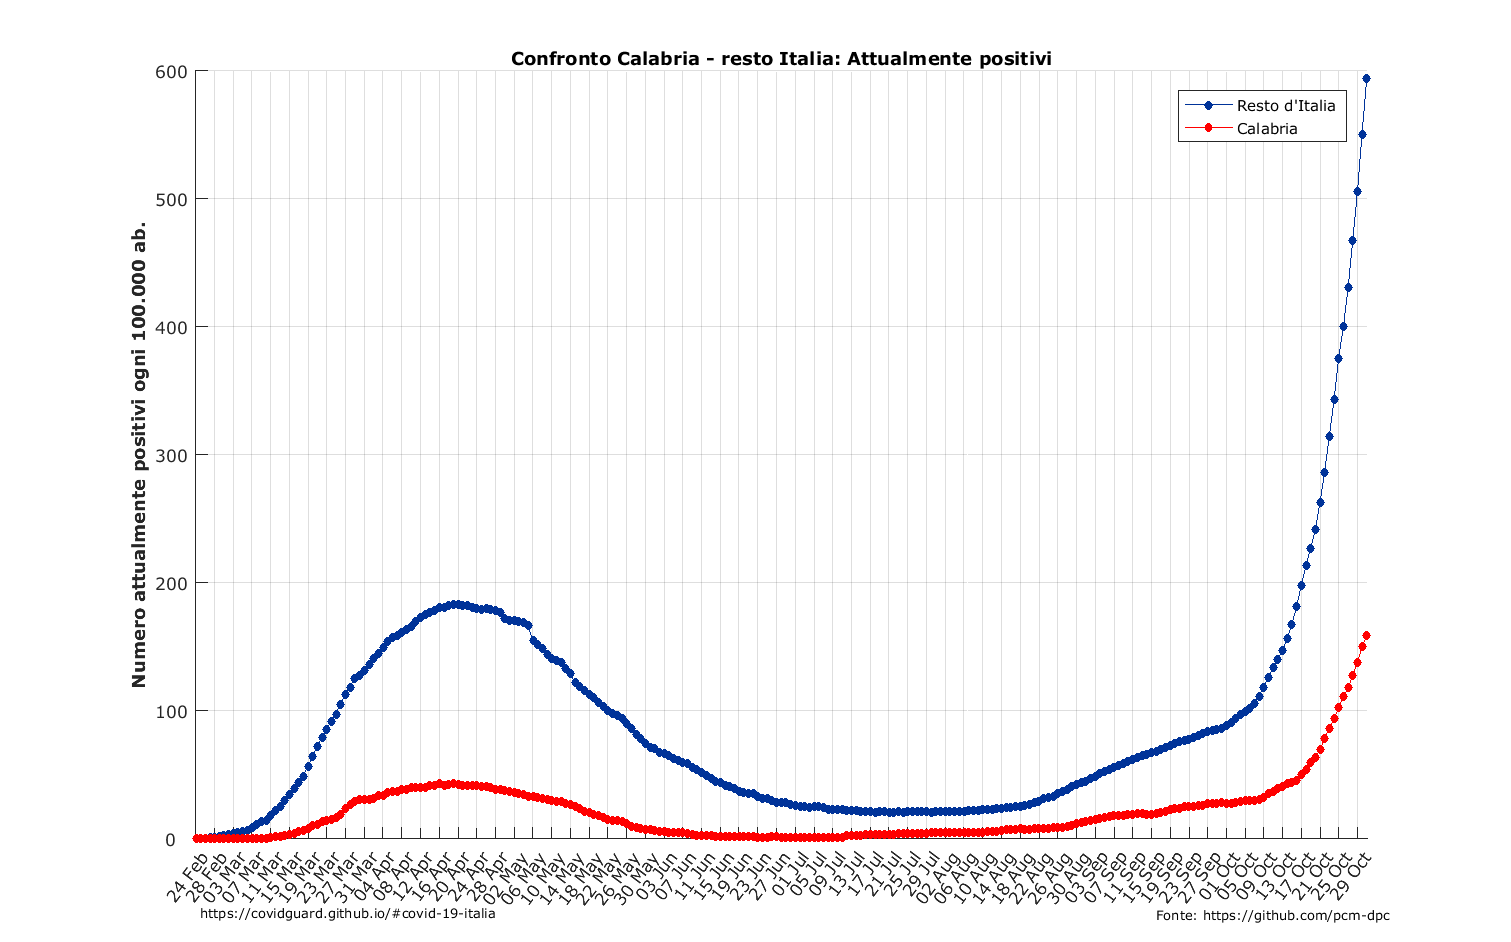 Confronto Calabria - resto Italia: Attualmente positivi
Numero attualmente positivi ogni 100.000 ab.
600
500
400
300
200
100
0
Resto d'Italia
Calabria
24 Feb
28 Feb
03 Mar
07 Mar
11 Mar
15 Mar
19 Mar
23 Mar
27 Mar
31 Mar
04 Apr
08 Apr
12 Apr
16 Apr
20 Apr
24 Apr
28 Apr
02 May
06 May
10 May
14 May
18 May
22 May
26 May
30 May
03 Jun
07 Jun
11 Jun
15 Jun
19 Jun
23 Jun
27 Jun
01 Jul
05 Jul
09 Jul
13 Jul
17 Jul
21 Jul
25 Jul
29 Jul
02 Aug
06 Aug
10 Aug
14 Aug
18 Aug
22 Aug
26 Aug
30 Aug
03 Sep
07 Sep
11 Sep
15 Sep
19 Sep
23 Sep
27 Sep
01 Oct
05 Oct
09 Oct
13 Oct
17 Oct
21 Oct
25 Oct
29 Oct
https://covidguard.github.io/#covid-19-italia
Fonte: https://github.com/pcm-dpc